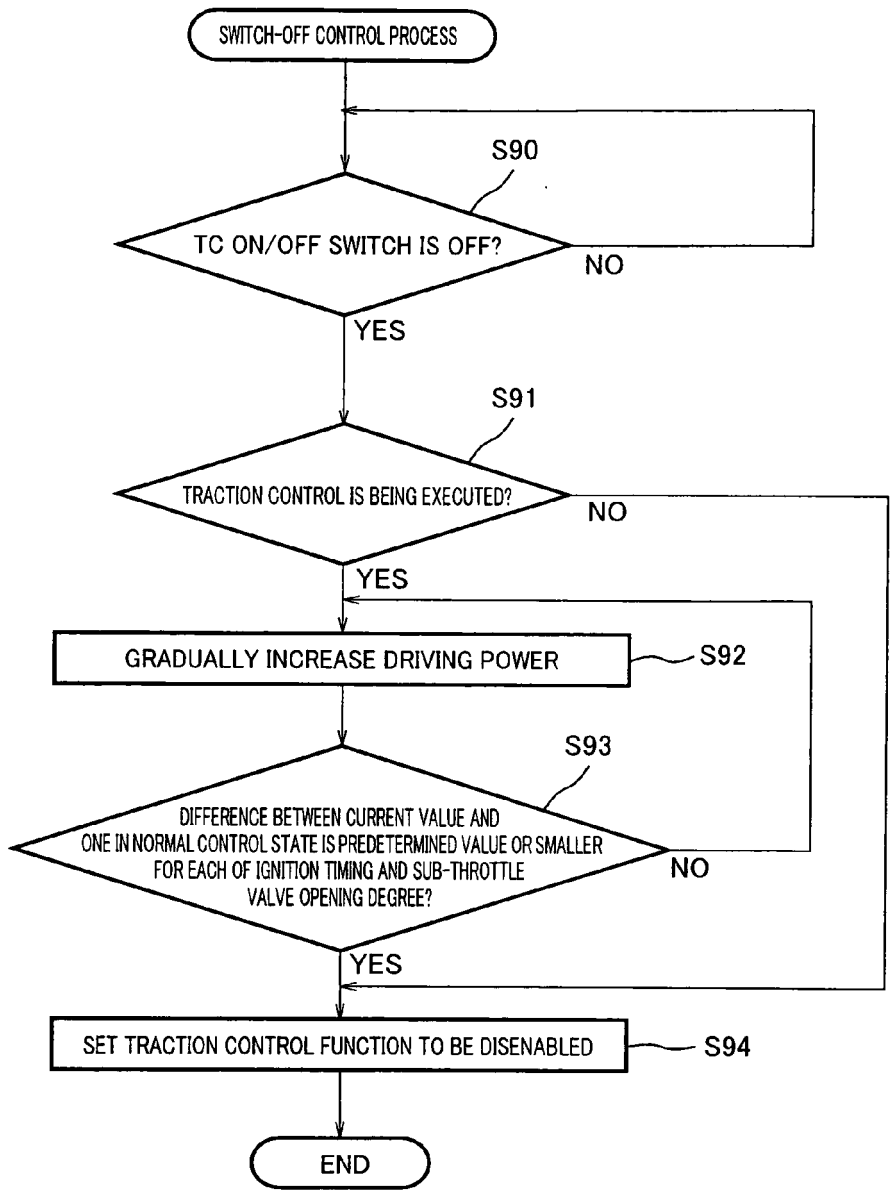 SWITCH-OFF CONTROL PROCESS
S90
TC ON/OFF SWITCH IS OFF?
NO
YES
S91
TRACTION CONTROL IS BEING EXECUTED?
NO
YES
GRADUALLY INCREASE DRIVING POWER
S92
S93
DIFFERENCE BETWEEN CURRENT VALUE AND
ONE IN NORMAL CONTROL STATE IS PREDETERMINED VALUE OR SMALLER
FOR EACH OF IGNITION TIMING AND SUB-THROTTLE
VALVE OPENING DEGREE?
NO
YES
SET TRACTION CONTROL FUNCTION TO BE DISENABLED
S94
END